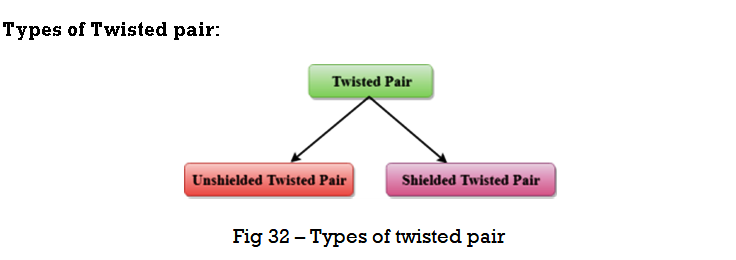 Types of Twisted pair:
Twisted Pair
Unshielded Twisted Pair
Shielded Twisted Pair
Fig 32 – Types of twisted pair